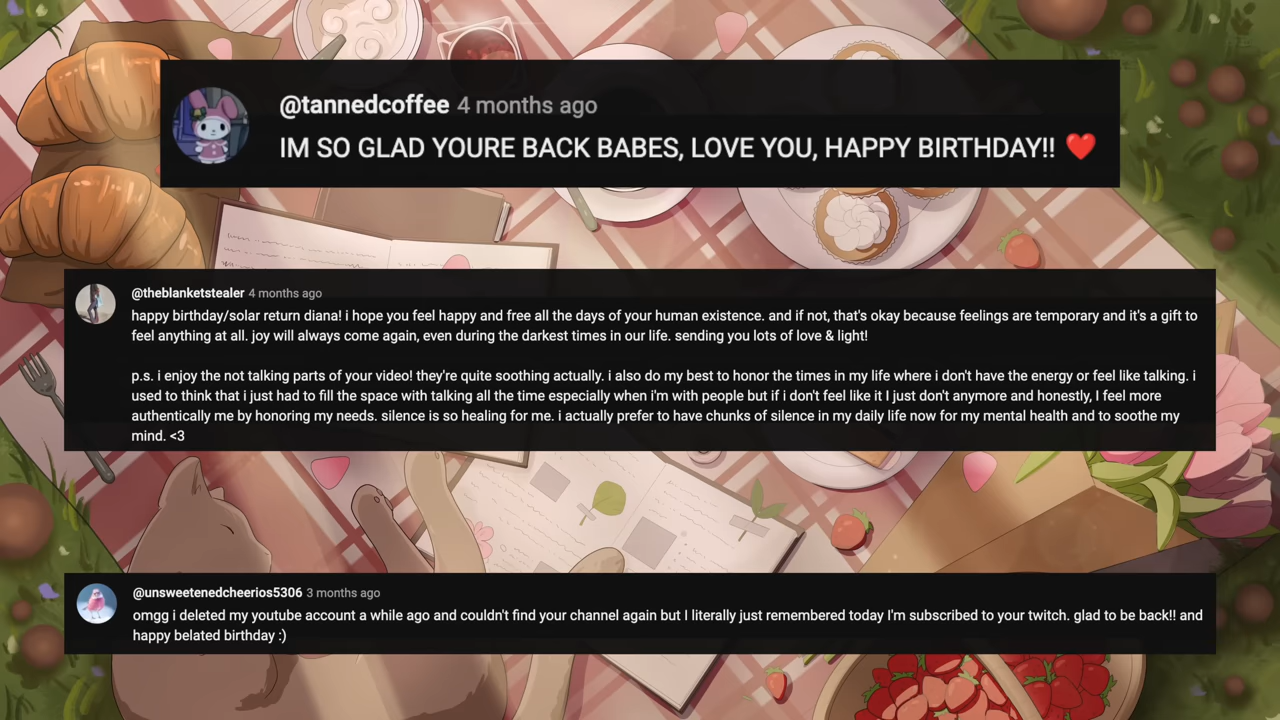 @tannedcoffee 4 months ago
IM SO GLAD YOURE BACK BABES, LOVE YOU, HAPPY BIRTHDAY!! ❤️
@theblanketstealer 4 months ago
happy birthday/solar return diana! i hope you feel happy and free all the days of your human existence. and if not, that's okay because feelings are temporary and it's a gift to
feel anything at all. joy will always come again, even during the darkest times in our life. sending you lots of love & light!
p.s. i enjoy the not talking parts of your video! they're quite soothing actually. i also do my best to honor the times in my life where i don't have the energy or feel like talking. i
used to think that i just had to fill the space with talking all the time especially when i'm with people but if i don't feel like it I just don't anymore and honestly, I feel more
authentically me by honoring my needs. silence is so healing for me. i actually prefer to have chunks of silence in my daily life now for my mental health and to soothe my
mind. <3
@unsweetenedcheerios5306 3 months ago
omgg i deleted my youtube account a while ago and couldn't find your channel again but I literally just remembered today I'm subscribed to your twitch. glad to be back!! and
happy belated birthday :)